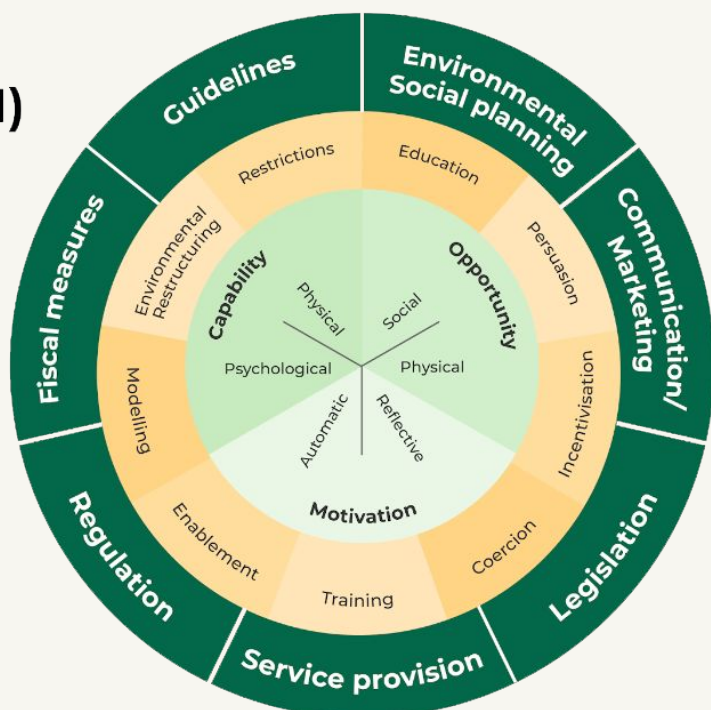 )
Guidelines
Environmental
Social planning
Communication/
Marketing
Legislation
Service provision
Regulation
Fiscal measures
Restrictions
Education
Persuasion
Incentivisation
Coercion
Training
Enablement
Modelling
Environmental
Restructuring
Capability
Physical
Psychological
Opportunity
Social
Physical
Motivation
Automatic
Reflective